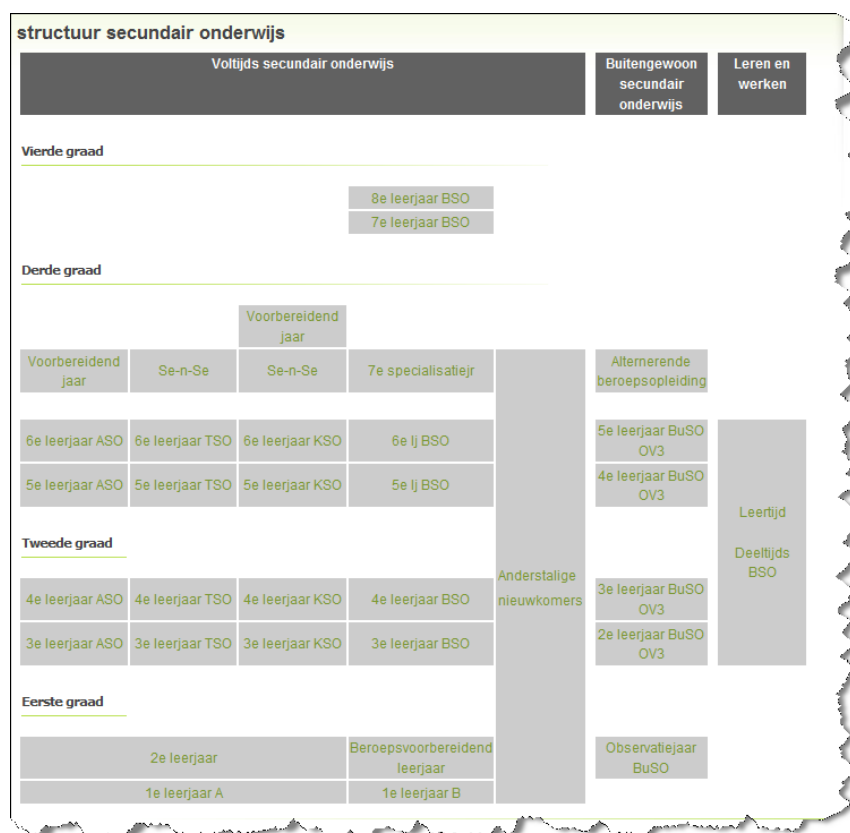 structuur secundair onderwijs
Voltijds secundair onderwijs
Buitengewoon
secundair
onderwijs
Leren en
werken
Vierde graad
8e leerjaar BSO
7e leerjaar BSO
Derde graad
Voorbereidend
jaar
Voorbereidend
jaar
Se-n-Se
Se-n-Se
7e specialisatiejr
Alternerende
beroepsopleiding
6e leerjaar ASO
6e leerjaar TSO
6e leerjaar KSO
6e lj BSO
5e leerjaar BuSO
OV3
5e leerjaar ASO
5e leerjaar TSO
5e leerjaar KSO
5e lj BSO
4e leerjaar BuSO
OV3
Leertijd
Deeltijds
BSO
Tweede graad
Anderstalige
nieuwkomers
4e leerjaar ASO
4e leerjaar TSO
4e leerjaar KSO
4e leerjaar BSO
3e leerjaar BuSO
OV3
3e leerjaar ASO
3e leerjaar TSO
3e leerjaar KSO
3e leerjaar BSO
2e leerjaar BuSO
OV3
Eerste graad
2e leerjaar
Beroepsvoorbereidend
leerjaar
Observatiejaar
BuSO
1e leerjaar A
1e leerjaar B